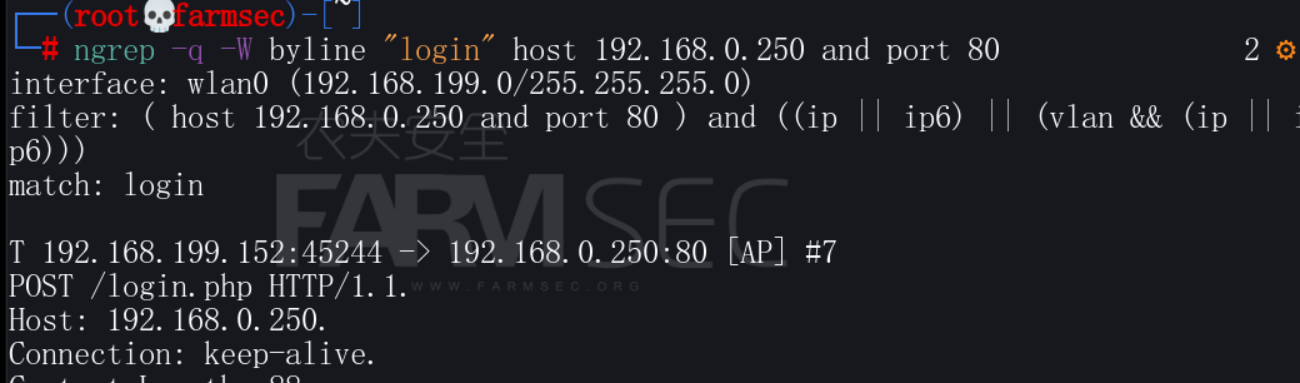 (root💀farmsec)-[~]
# ngrep -q -W byline "login" host 192.168.0.250 and port 80 2 ⚙
interface: wlan0 (192.168.199.0/255.255.255.0)
filter: ( host 192.168.0.250 and port 80 ) and ((ip || ip6) || (vlan && (ip || i
p6)))
match: login
农夫安全
FARMSEC
T 192.168.199.152:45244 -> 192.168.0.250:80 [AP] #7
POST /login.php HTTP/1.1.
WWW.FARMSEC.ORG
Host: 192.168.0.250.
Connection: keep-alive.